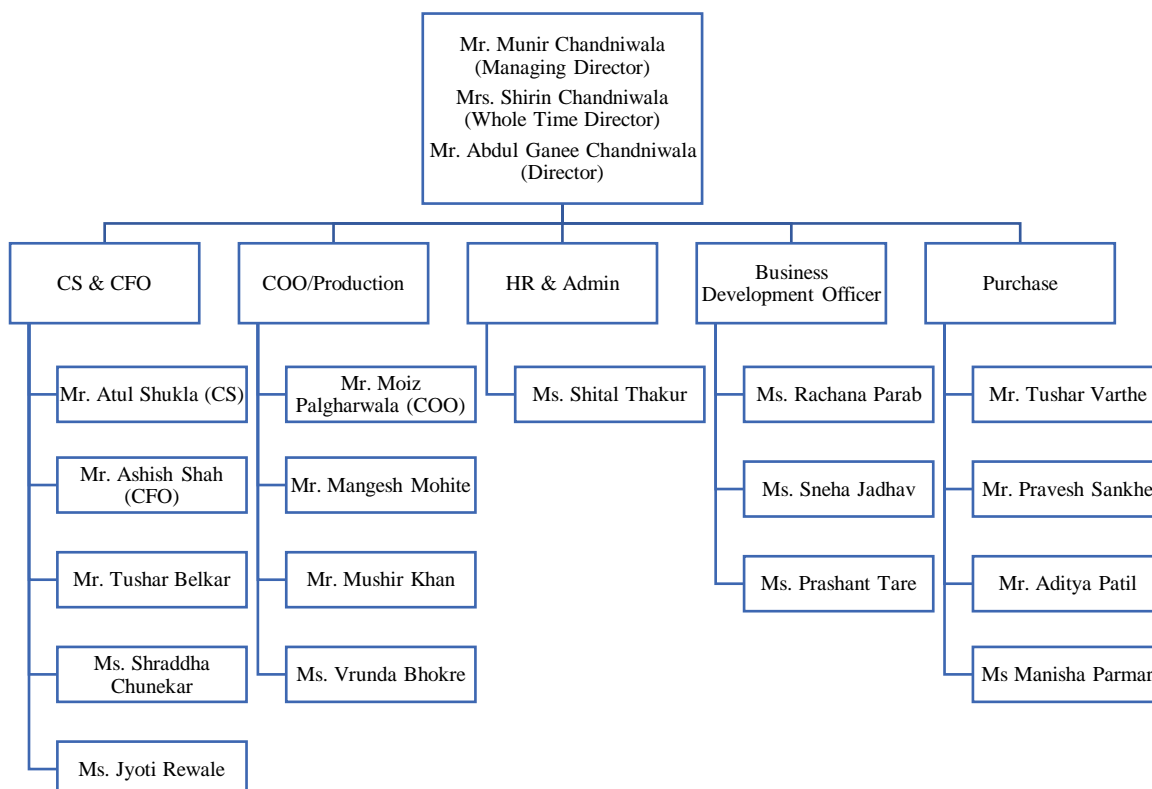 Mr. Munir Chandniwala
(Managing Director)
Mrs. Shirin Chandniwala
(Whole Time Director)
Mr. Abdul Ganee Chandniwala
(Director)
CS & CFO
Mr. Atul Shukla (CS)
Mr. Ashish Shah
(CFO)
Mr. Tushar Belkar
Ms. Shraddha
Chunekar
Ms. Jyoti Rewale
COO/Production
Mr. Moiz
Palgharwala (COO)
Mr. Mangesh Mohite
Mr. Mushir Khan
Ms. Vrunda Bhokre
HR & Admin
Ms. Shital Thakur
Business
Development Officer
Ms. Rachana Parab
Ms. Sneha Jadhav
Ms. Prashant Tare
Purchase
Mr. Tushar Varthe
Mr. Pravesh Sankhe
Mr. Aditya Patil
Ms Manisha Parmar